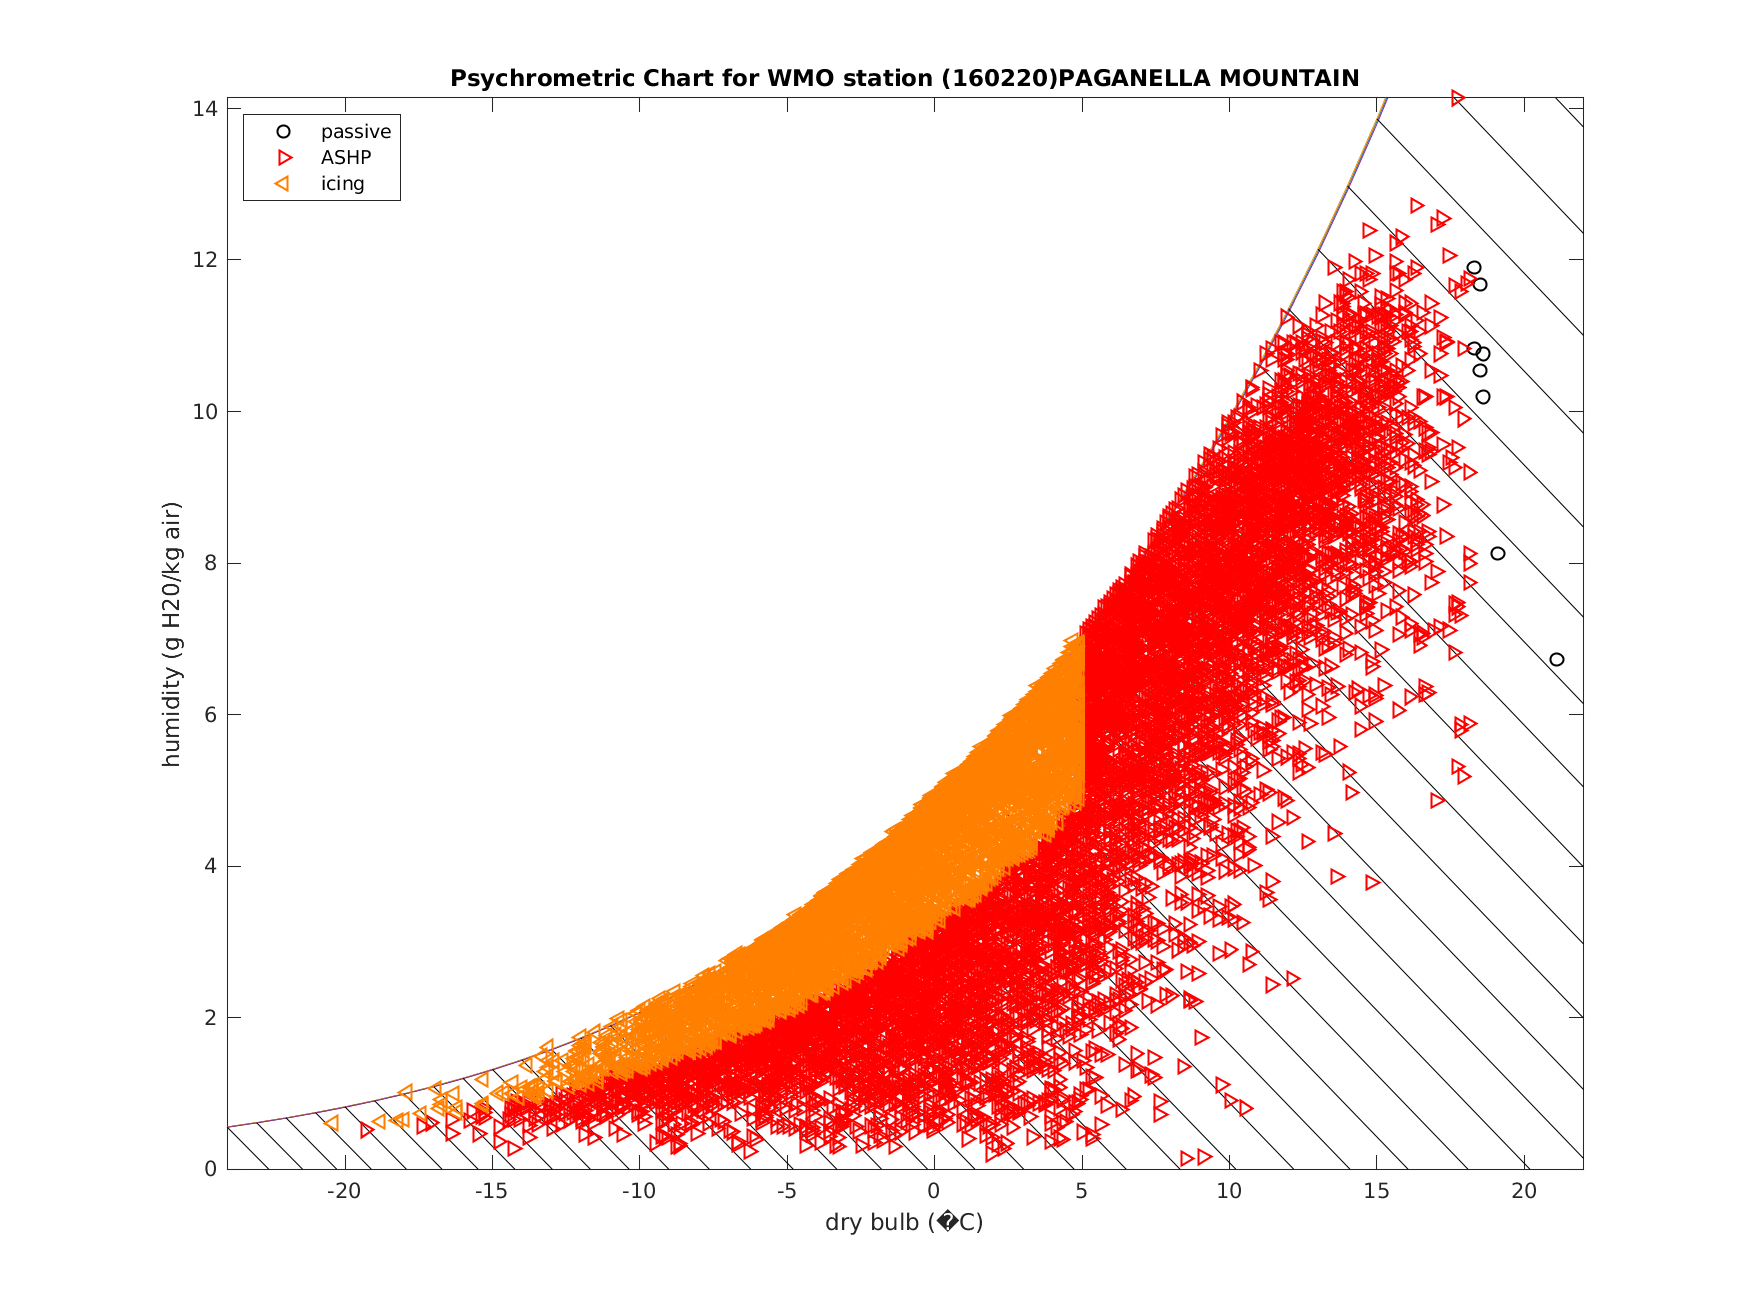 Psychrometric Chart for WMO station (160220)PAGANELLA MOUNTAIN
passive
ASHP
icing
14
12
10
8
6
4
2
0
humidity (g H20/kg air)
-20 -15 -10 -5 0 5 10 15 20
dry bulb (�C)